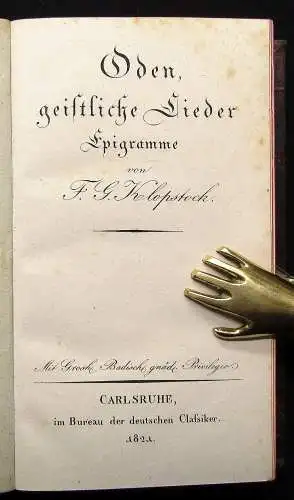 Oden,
geiſtliche Lieder
Epigramme
von
F. G. Klopstock.
Mit Grosh. Badisch. gnäd. Privilegio
CARLSRUHE,
im Bureau der deutschen Claſsiker.
1821.